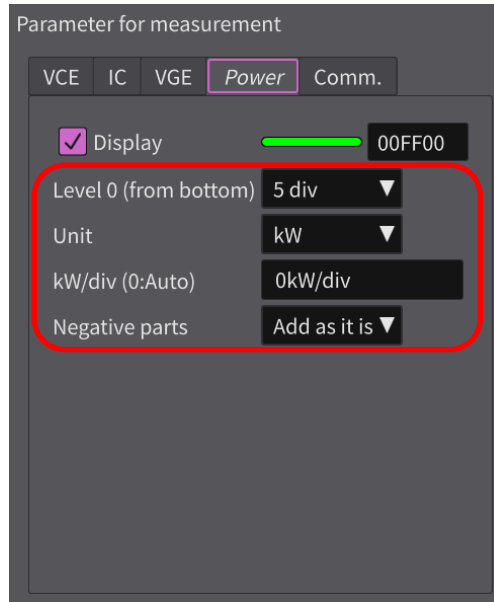 Parameter for measurement
VCE IC VGE Power Comm.
Display 00FF00
Level 0 (from bottom) 5 div
Unit kW
kW/div (0:Auto) 0kW/div
Negative parts Add as it is